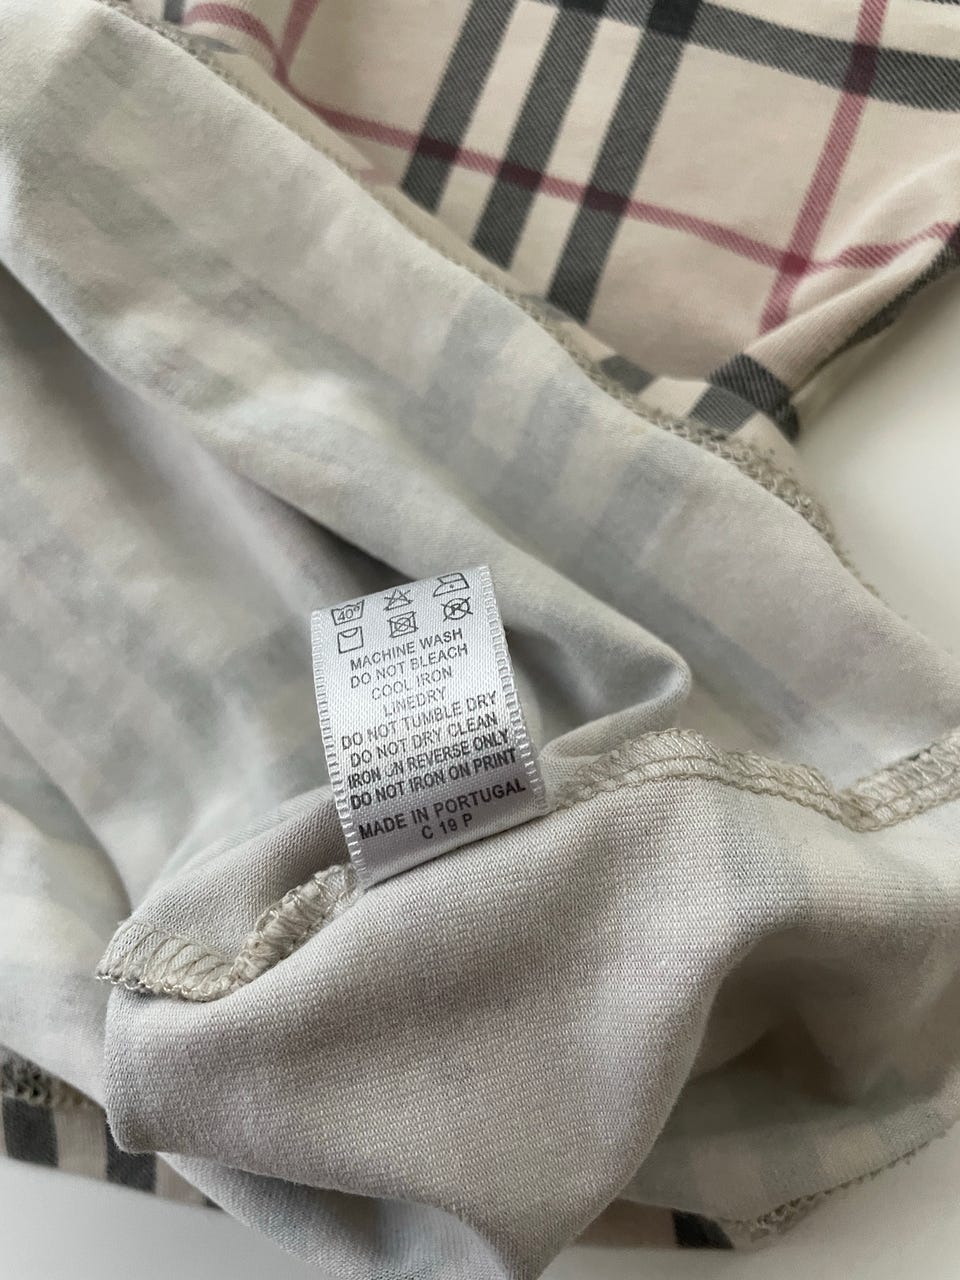 40°
P
MACHINE WASH
DO NOT BLEACH
COOL IRON
LINEDRY
DO NOT TUMBLE DRY
DO NOT DRY CLEAN
IRON ON REVERSE ONLY
DO NOT IRON ON PRINT
MADE IN PORTUGAL
C 19 P